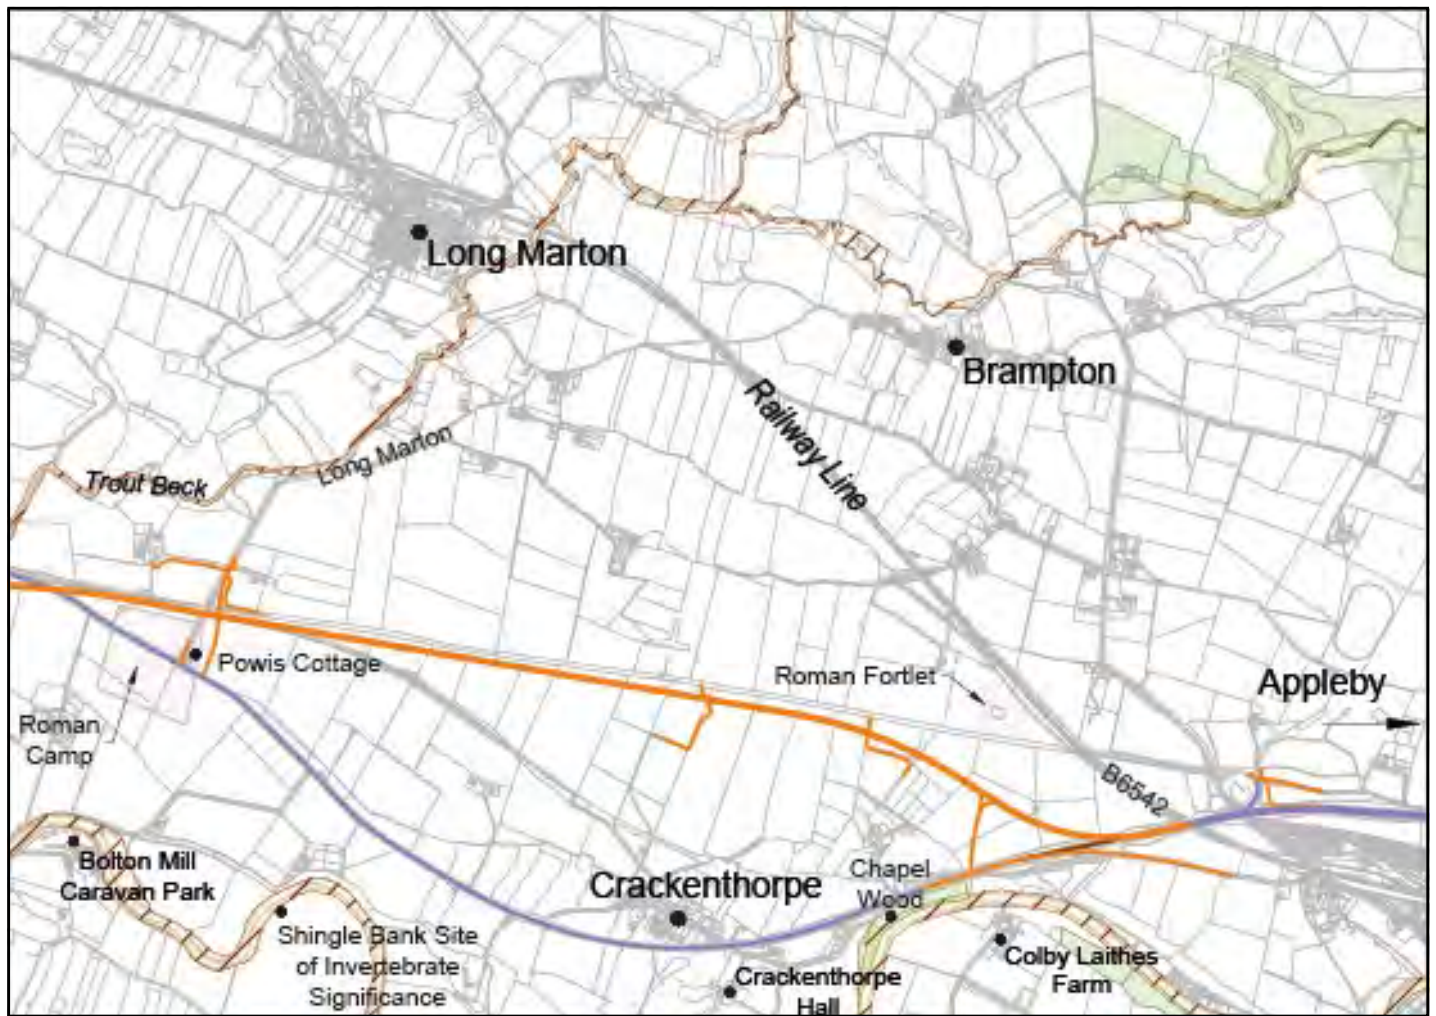 Long Marton
Brampton
Railway Line
Long Marton
Trout Beck
Powis Cottage
Roman Fortlet
Appleby
Roman
Camp
B6542
Bolton Mill
Caravan Park
Crackenthorpe
Chapel
Wood
Shingle Bank Site
of Invertebrate
Significance
Colby Laithes
Farm
Crackenthorpe
Hall